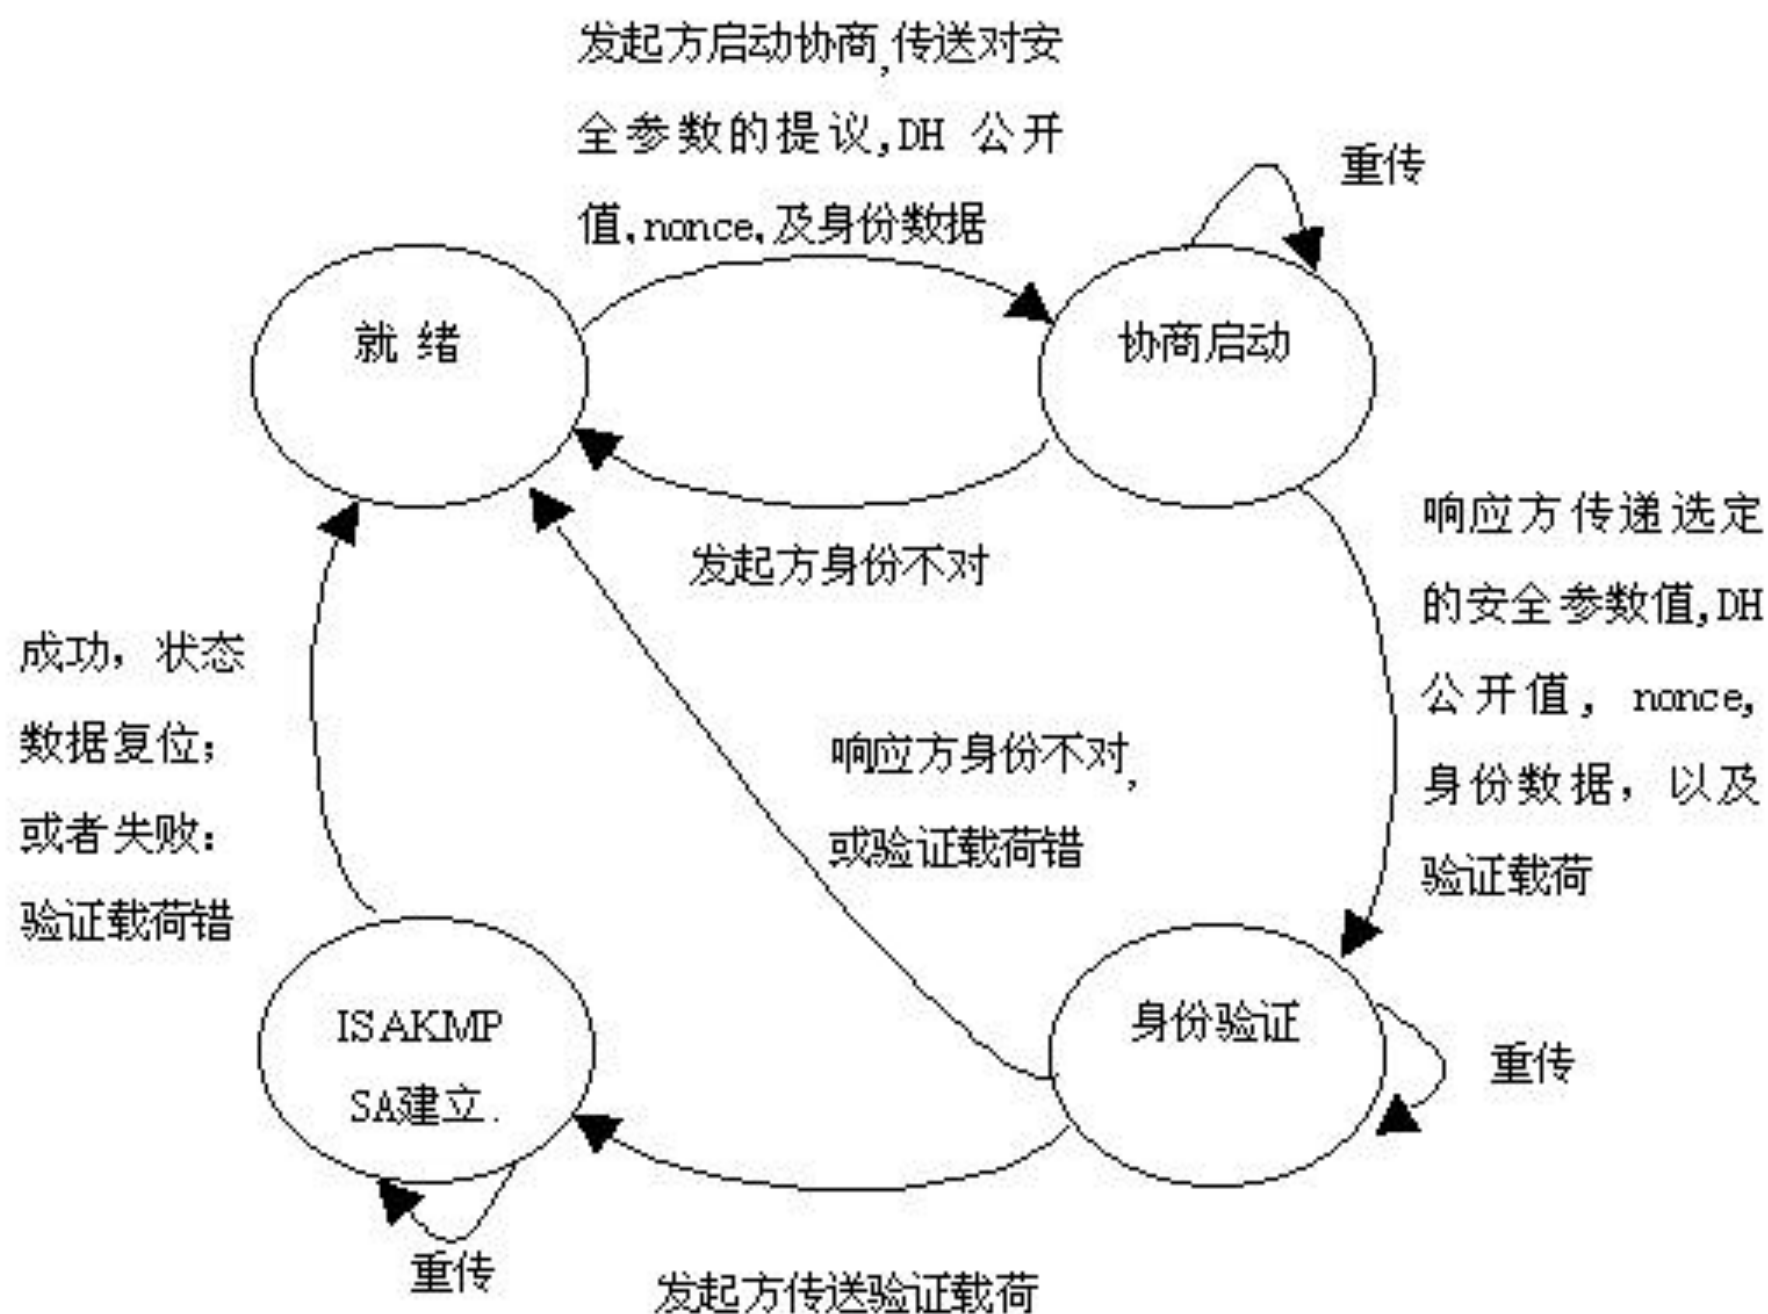 发起方启动协商,传送对安
全参数的提议,DH 公开
值,nonce,及身份数据
重传
就 绪
协商启动
发起方身份不对
响应方传递选定
的安全参数值,DH
公开值, nonce,
身份数据，以及
验证载荷
成功，状态
数据复位；
或者失败：
验证载荷错
响应方身份不对,
或验证载荷错
ISAKMP
SA建立.
身份验证
重传
重传
发起方传送验证载荷